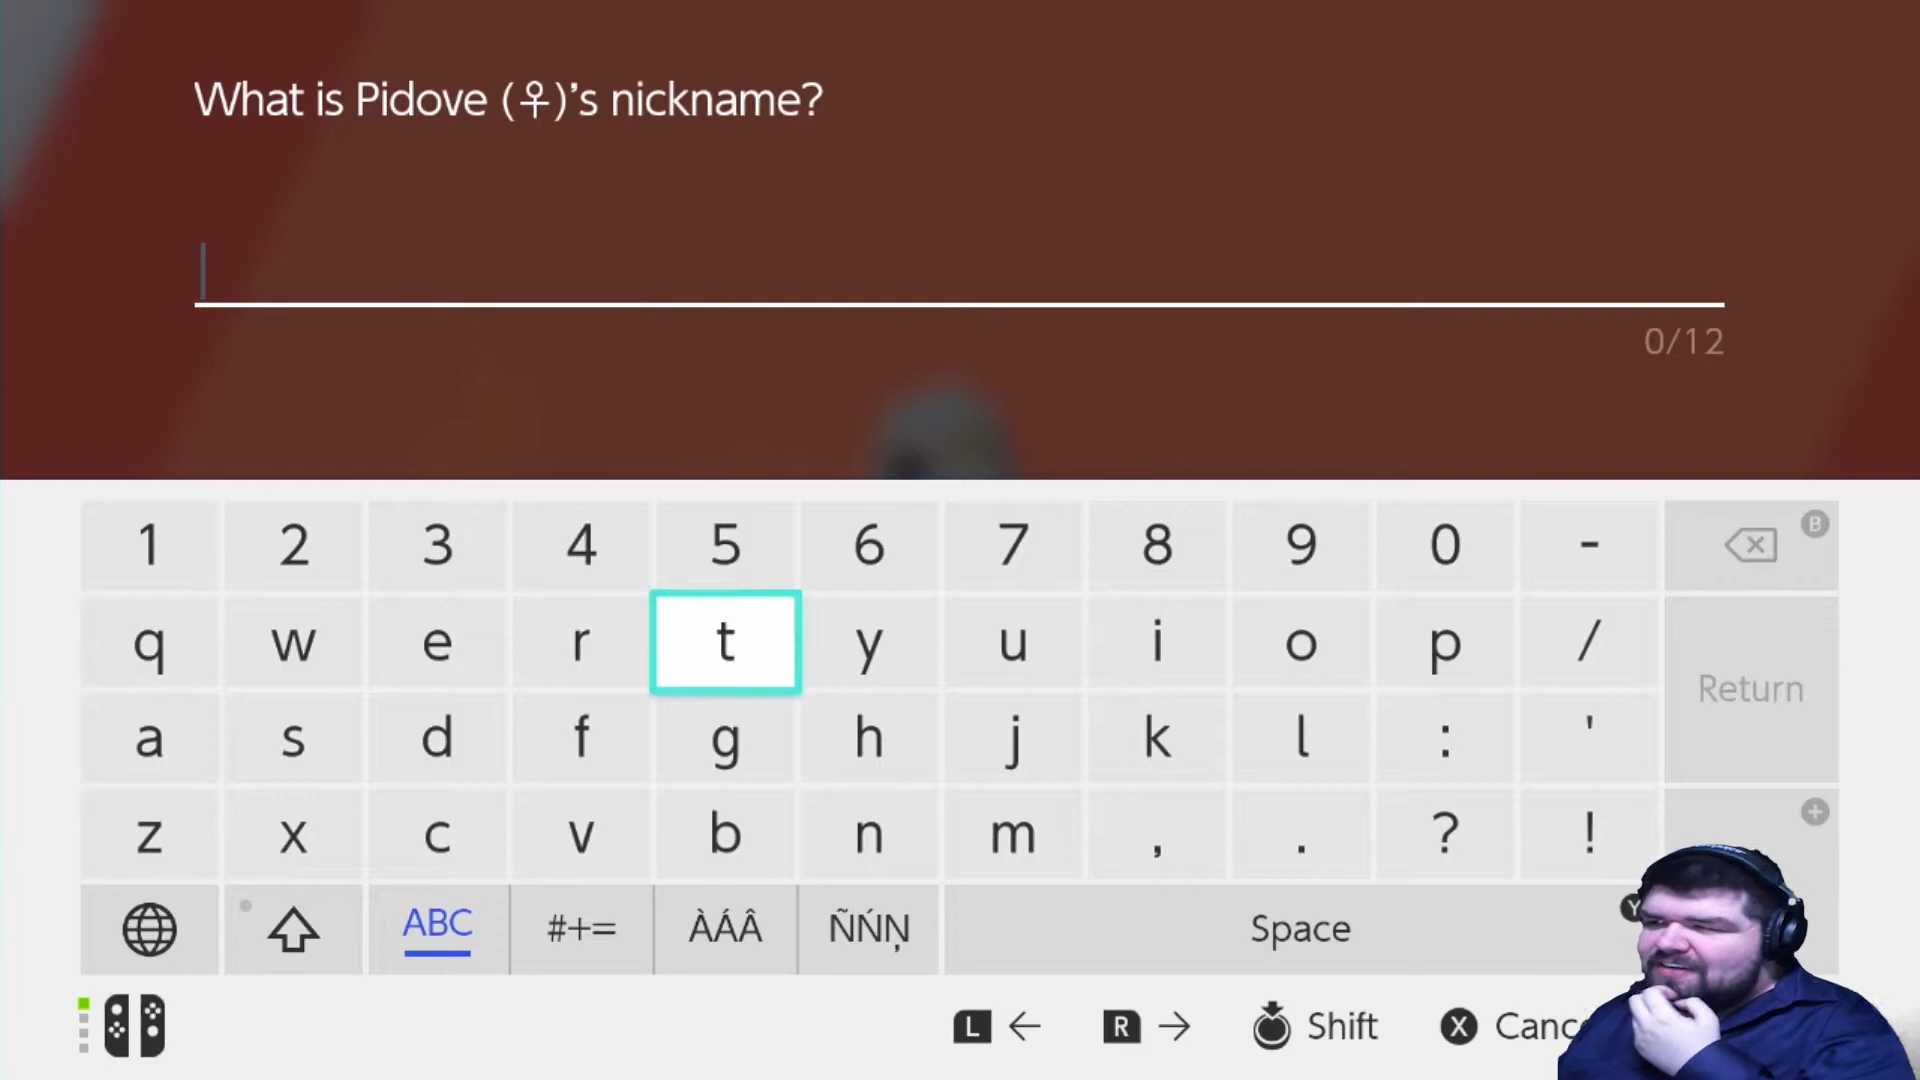 What is Pidove (♀)’s nickname?
0/12
1 2 3 4 5 6 7 8 9 0 - B
q w e r t y u i o p /
Return
a s d f g h j k l : '
z x c v b n m , . ? ! +
ABC #+= ÀÁÂ ÑŃŅ Space Y
L ← R → Shift X Canc